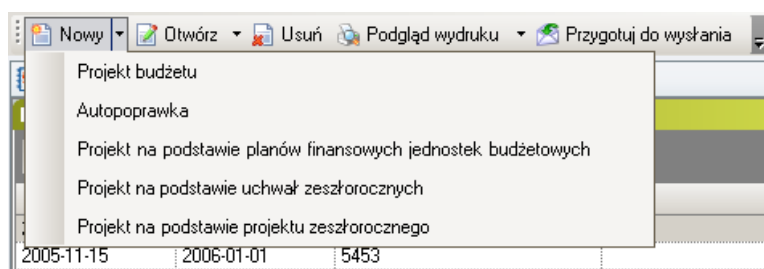 Nowy Otwórz Usuń Podgląd wydruku Przygotuj do wysłania
Projekt budżetu
Autopoprawka
Projekt na podstawie planów finansowych jednostek budżetowych
Projekt na podstawie uchwał zeszłorocznych
Projekt na podstawie projektu zeszłorocznego
2005-11-15 2006-01-01 5453